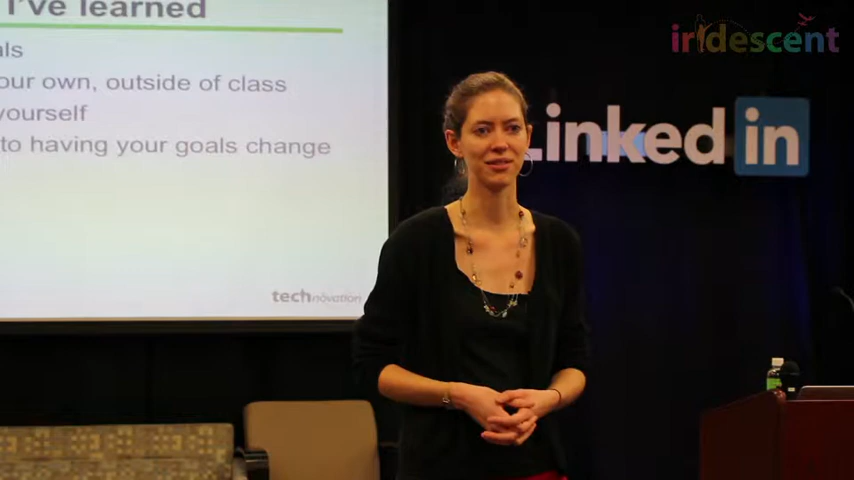 I've learned
als
our own, outside of class
yourself
to having your goals change
technovation
iridescent
Linked in